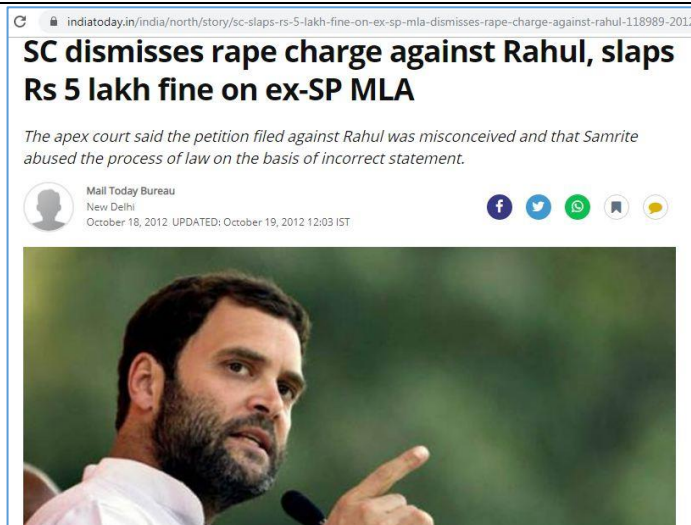 indiatoday.in/india/north/story/sc-slaps-rs-5-lakh-fine-on-ex-sp-mla-dismisses-rape-charge-against-rahul-118989-2012
SC dismisses rape charge against Rahul, slaps
Rs 5 lakh fine on ex-SP MLA
The apex court said the petition filed against Rahul was misconceived and that Samrite
abused the process of law on the basis of incorrect statement.
Mail Today Bureau
New Delhi
October 18, 2012 UPDATED: October 19, 2012 12:03 IST